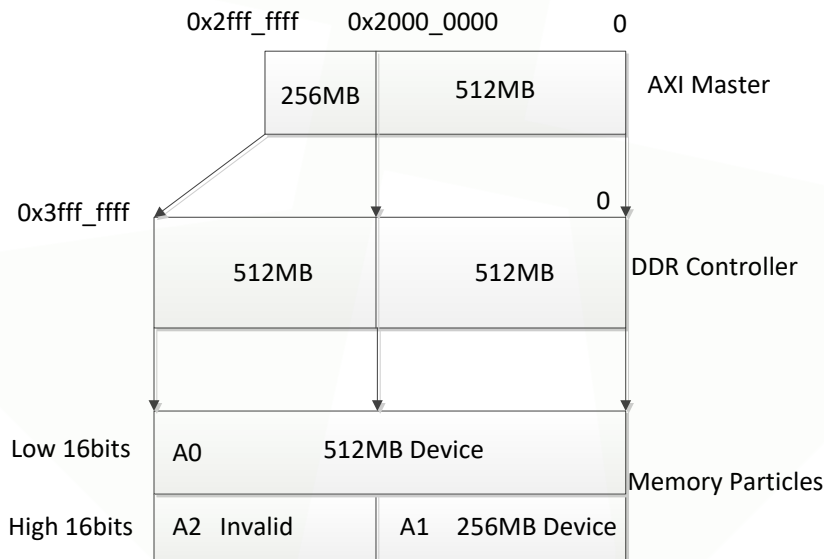 0x2fff_ffff 0x2000_0000 0
256MB 512MB AXI Master
0x3fff_ffff 0
512MB 512MB DDR Controller
Low 16bits A0 512MB Device
Memory Particles
High 16bits A2 Invalid A1 256MB Device